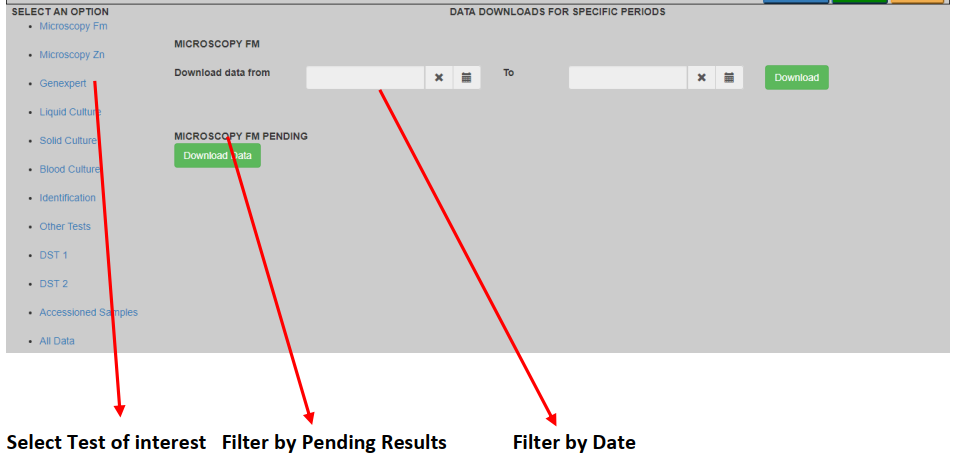 SELECT AN OPTION
DATA DOWNLOADS FOR SPECIFIC PERIODS
Microscopy Fm
Microscopy Zn
Genexpert
Liquid Culture
Solid Culture
Blood Culture
Identification
Other Tests
DST 1
DST 2
Accessioned Samples
All Data
MICROSCOPY FM
Download data from
To
Download
MICROSCOPY FM PENDING
Download Data
Select Test of interest
Filter by Pending Results
Filter by Date